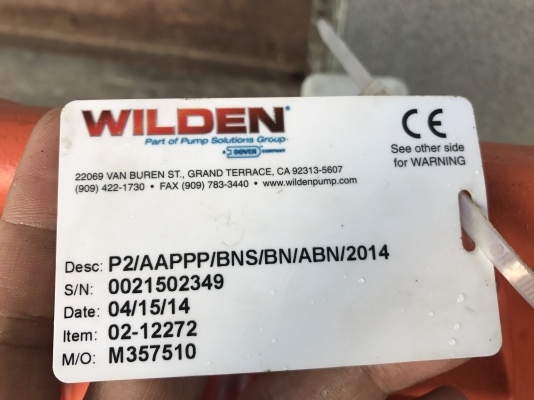 WILDEN
Part of Pump Solutions Group
A DOVER COMPANY
CE
See other side
for WARNING
22069 VAN BUREN ST., GRAND TERRACE, CA 92313-5607
(909) 422-1730 • FAX (909) 783-3440 • www.wildenpump.com
Desc: P2/AAPPP/BNS/BN/ABN/2014
S/N: 0021502349
Date: 04/15/14
Item: 02-12272
M/O: M357510